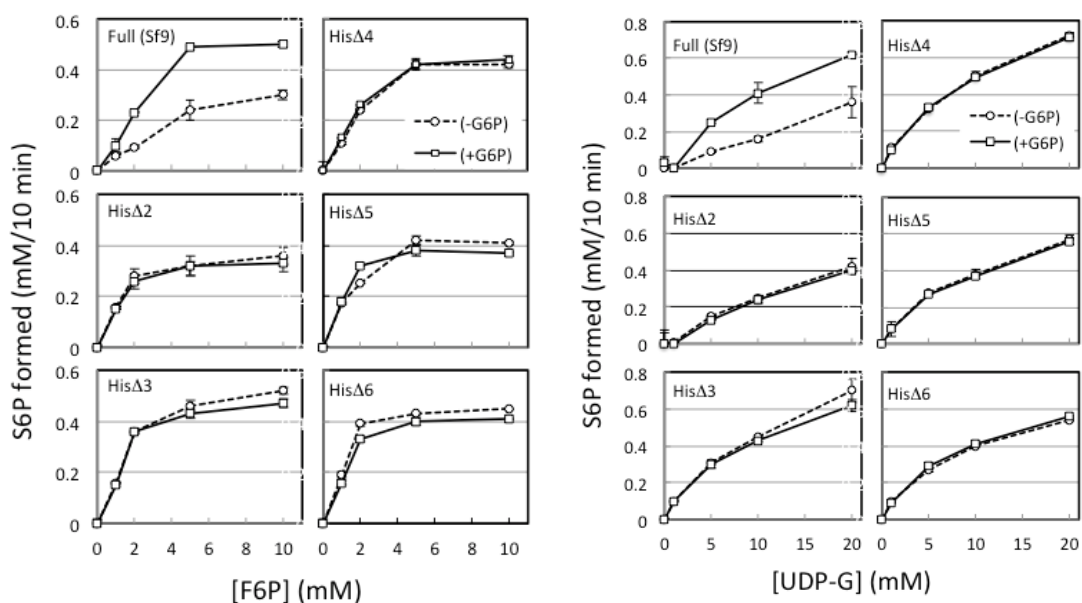 0.6
Full (Sf9)
0.4
0.2
0
HisΔ4
(-G6P)
(+G6P)
0.6
HisΔ2
0.4
0.2
0
HisΔ5
0.6
HisΔ3
0.4
0.2
0
HisΔ6
0 2 4 6 8 10
0 2 4 6 8 10
S6P formed (mM/10 min)
[F6P] (mM)
0.8
Full (Sf9)
0.6
0.4
0.2
0
HisΔ4
(-G6P)
(+G6P)
0.8
HisΔ2
0.6
0.4
0.2
0
HisΔ5
0.8
HisΔ3
0.6
0.4
0.2
0
HisΔ6
0 5 10 15 20
0 5 10 15 20
S6P formed (mM/10 min)
[UDP-G] (mM)